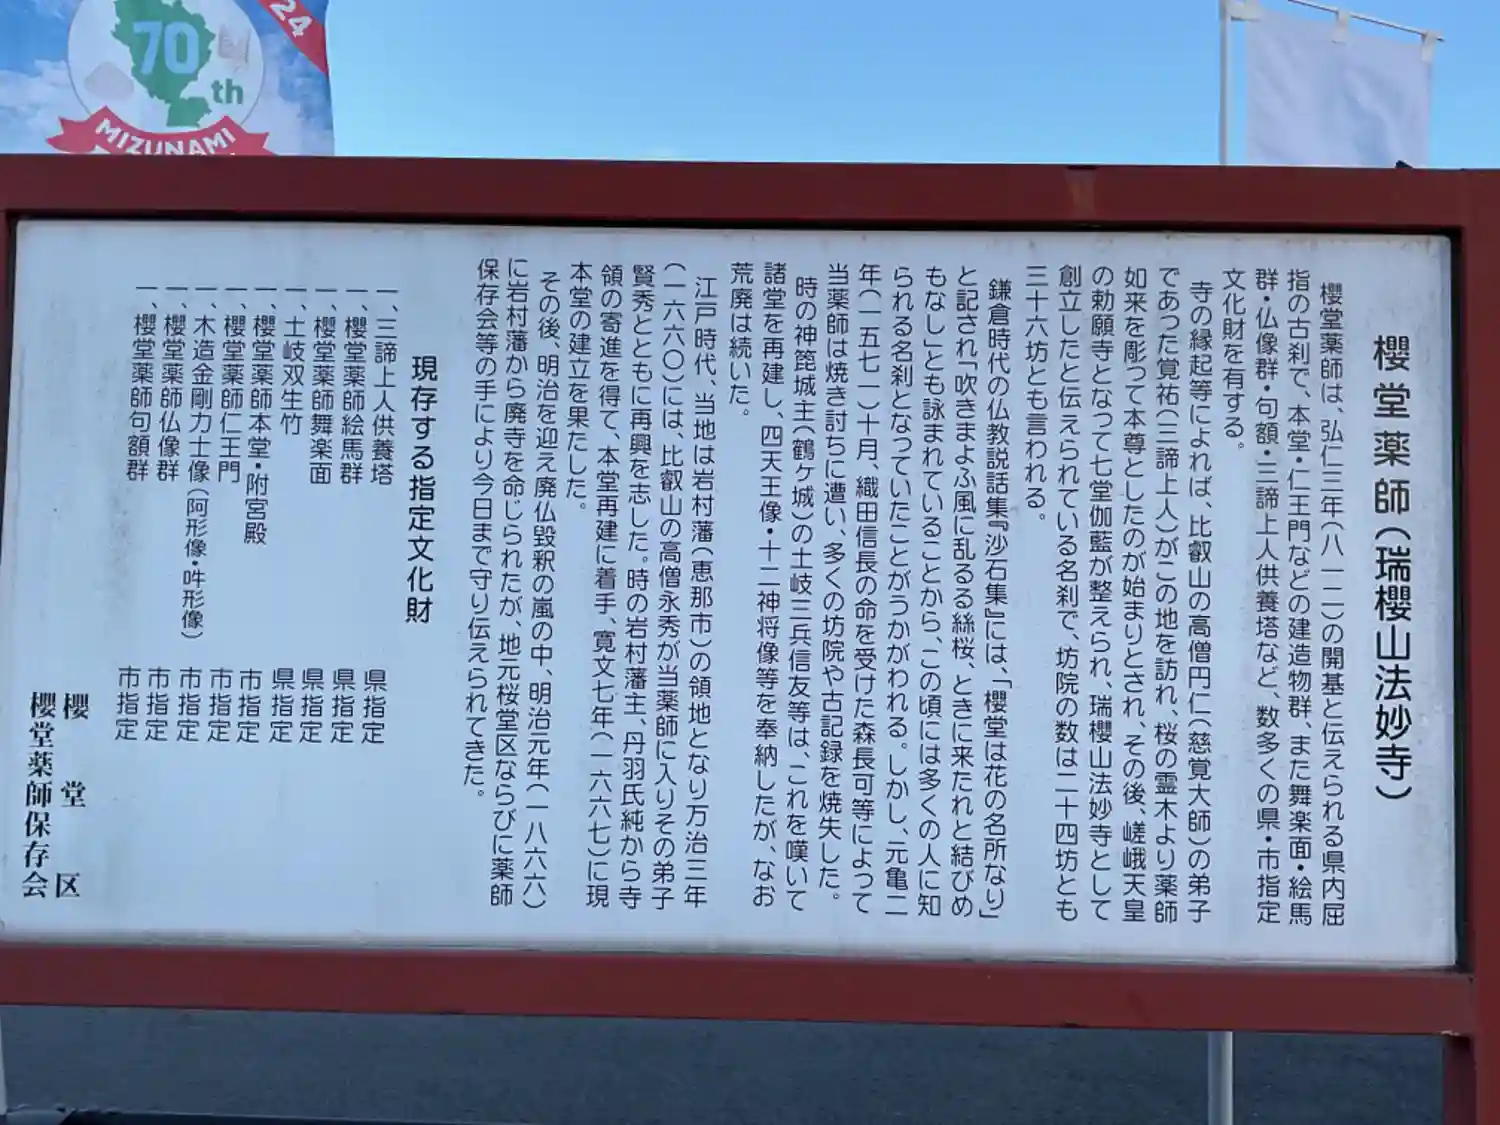 70
th
24
MIZUNAMI
櫻堂薬師(瑞櫻山法妙寺)
櫻堂薬師は、弘仁三年(八一二)の開基と伝えられる県内屈
指の古刹で、本堂・仁王門などの建造物群、また舞楽面・絵馬
群・仏像群・句額・三諦上人供養塔など、数多くの県・市指定
文化財を有する。
寺の縁起等によれば、比叡山の高僧円仁(慈覚大師)の弟子
であった覚祐(三諦上人)がこの地を訪れ、桜の霊木より薬師
如来を彫って本尊としたのが始まりとされ、その後、嵯峨天皇
の勅願寺となって七堂伽藍が整えられ、瑞櫻山法妙寺として
創立したと伝えられている名刹で、坊院の数は二十四坊とも
三十六坊とも言われる。
鎌倉時代の仏教説話集『沙石集』には、「櫻堂は花の名所なり」
と記され「吹きまよふ風に乱るる絲桜、ときに来たれと結びめ
もなし」とも詠まれていることから、この頃には多くの人に知
られる名刹となっていたことがうかがわれる。しかし、元亀二
年(一五七一)十月、織田信長の命を受けた森長可等によって
当薬師は焼き討ちに遭い、多くの坊院や古記録を焼失した。
時の神箆城主(鶴ヶ城)の土岐三兵信友等は、これを嘆いて
諸堂を再建し、四天王像・十二神将像等を奉納したが、なお
荒廃は続いた。
江戸時代、当地は岩村藩(恵那市)の領地となり万治三年
(一六六〇)には、比叡山の高僧永秀が当薬師に入りその弟子
賢秀とともに再興を志した。時の岩村藩主、丹羽氏純から寺
領の寄進を得て、本堂再建に着手、寛文七年(一六六七)に現
本堂の建立を果たした。
その後、明治を迎え廃仏毀釈の嵐の中、明治元年(一八六六)
に岩村藩から廃寺を命じられたが、地元桜堂区ならびに薬師
保存会等の手により今日まで守り伝えられてきた。
現存する指定文化財
一、三諦上人供養塔 県指定
一、櫻堂薬師絵馬群 県指定
一、櫻堂薬師舞楽面 県指定
一、土岐双生竹 県指定
一、櫻堂薬師本堂・附宮殿 市指定
一、櫻堂薬師仁王門 市指定
一、木造金剛力士像(阿形像・吽形像) 市指定
一、櫻堂薬師仏像群 市指定
一、櫻堂薬師句額群 市指定
櫻堂区
櫻堂薬師保存会